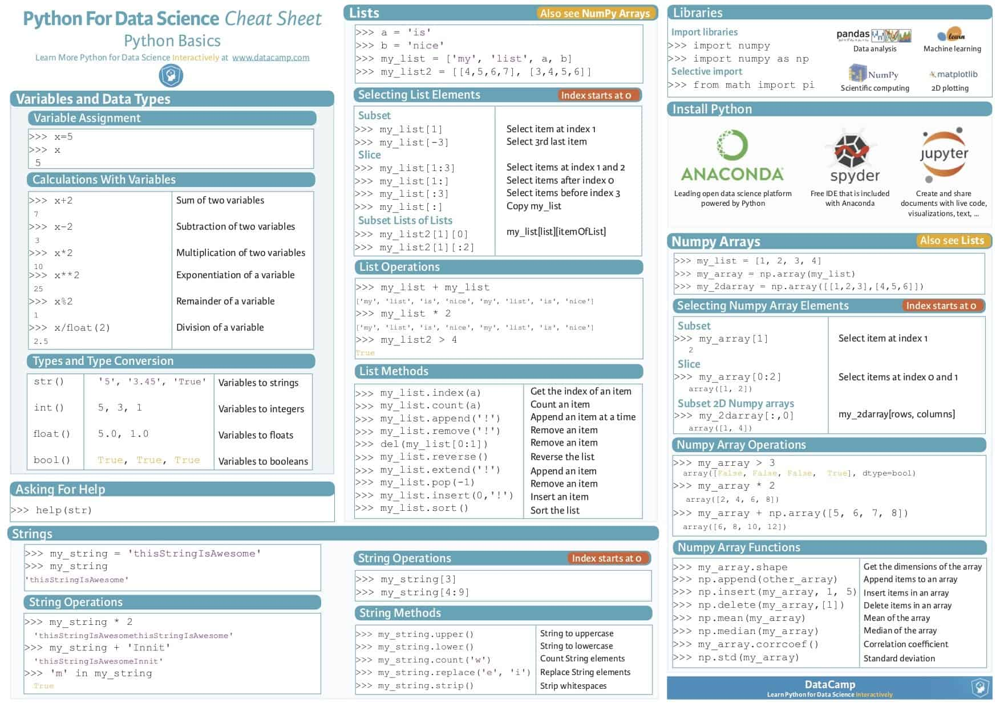 Python For Data Science Cheat Sheet
Python Basics
Learn More Python for Data Science Interactively at www.datacamp.com
Variables and Data Types
Variable Assignment
>>> x=5
>>> x
5
Calculations With Variables
>>> x+2 Sum of two variables
7
>>> x-2 Subtraction of two variables
3
>>> x*2 Multiplication of two variables
10
>>> x**2 Exponentiation of a variable
25
>>> x%2 Remainder of a variable
1
>>> x/float(2) Division of a variable
2.5
Types and Type Conversion
str() '5', '3.45', 'True' Variables to strings
int() 5, 3, 1 Variables to integers
float() 5.0, 1.0 Variables to floats
bool() True, True, True Variables to booleans
Asking For Help
>>> help(str)
Lists Also see NumPy Arrays
>>> a = 'is'
>>> b = 'nice'
>>> my_list = ['my', 'list', a, b]
>>> my_list2 = [[4,5,6,7], [3,4,5,6]]
Selecting List Elements Index starts at 0
Subset
>>> my_list[1] Select item at index 1
>>> my_list[-3] Select 3rd last item
Slice
>>> my_list[1:3] Select items at index 1 and 2
>>> my_list[1:] Select items after index 0
>>> my_list[:3] Select items before index 3
>>> my_list[:] Copy my_list
Subset Lists of Lists
>>> my_list2[1][0] my_list[list][itemOfList]
>>> my_list2[1][:2]
List Operations
>>> my_list + my_list
['my', 'list', 'is', 'nice', 'my', 'list', 'is', 'nice']
>>> my_list * 2
['my', 'list', 'is', 'nice', 'my', 'list', 'is', 'nice']
>>> my_list2 > 4
True
List Methods
>>> my_list.index(a) Get the index of an item
>>> my_list.count(a) Count an item
>>> my_list.append('!') Append an item at a time
>>> my_list.remove('!') Remove an item
>>> del(my_list[0:1]) Remove an item
>>> my_list.reverse() Reverse the list
>>> my_list.extend('!') Append an item
>>> my_list.pop(-1) Remove an item
>>> my_list.insert(0,'!') Insert an item
>>> my_list.sort() Sort the list
Strings
>>> my_string = 'thisStringIsAwesome'
>>> my_string
'thisStringIsAwesome'
String Operations
>>> my_string * 2
'thisStringIsAwesomethisStringIsAwesome'
>>> my_string + 'Innit'
'thisStringIsAwesomeInnit'
>>> 'm' in my_string
True
String Operations Index starts at 0
>>> my_string[3]
>>> my_string[4:9]
String Methods
>>> my_string.upper() String to uppercase
>>> my_string.lower() String to lowercase
>>> my_string.count('w') Count String elements
>>> my_string.replace('e', 'i') Replace String elements
>>> my_string.strip() Strip whitespaces
Libraries
Import libraries
>>> import numpy
>>> import numpy as np
Selective import
>>> from math import pi
pandas
Data analysis
learn
Machine learning
NumPy
Scientific computing
matplotlib
2D plotting
Install Python
ANACONDA
Leading open data science platform
powered by Python
spyder
Free IDE that is included
with Anaconda
jupyter
Create and share
documents with live code,
visualizations, text, ...
Numpy Arrays Also see Lists
>>> my_list = [1, 2, 3, 4]
>>> my_array = np.array(my_list)
>>> my_2darray = np.array([[1,2,3],[4,5,6]])
Selecting Numpy Array Elements Index starts at 0
Subset
>>> my_array[1] Select item at index 1
2
Slice
>>> my_array[0:2] Select items at index 0 and 1
array([1, 2])
Subset 2D Numpy arrays
>>> my_2darray[:,0] my_2darray[rows, columns]
array([1, 4])
Numpy Array Operations
>>> my_array > 3
array([False, False, False, True], dtype=bool)
>>> my_array * 2
array([2, 4, 6, 8])
>>> my_array + np.array([5, 6, 7, 8])
array([6, 8, 10, 12])
Numpy Array Functions
>>> my_array.shape Get the dimensions of the array
>>> np.append(other_array) Append items to an array
>>> np.insert(my_array, 1, 5) Insert items in an array
>>> np.delete(my_array,[1]) Delete items in an array
>>> np.mean(my_array) Mean of the array
>>> np.median(my_array) Median of the array
>>> my_array.corrcoef() Correlation coefficient
>>> np.std(my_array) Standard deviation
DataCamp
Learn Python for Data Science Interactively